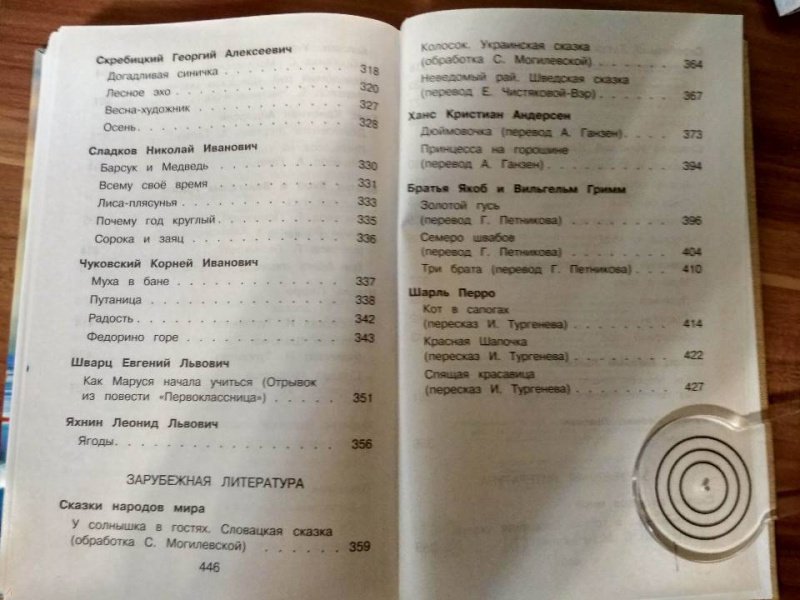 Скребицкий Георгий Алексеевич
Догадливая синичка . . . . . . . . . . . . 318
Лесное эхо . . . . . . . . . . . . 320
Весна-художник . . . . . . . . . . . . 327
Осень. . . . . . . . . . . . 328
Сладков Николай Иванович
Барсук и Медведь . . . . . . . . . . . . 330
Всему своё время . . . . . . . . . . . . 331
Лиса-плясунья . . . . . . . . . . . . 333
Почему год круглый . . . . . . . . . . . . 335
Сорока и заяц . . . . . . . . . . . . 336
Чуковский Корней Иванович
Муха в бане . . . . . . . . . . . . 337
Путаница . . . . . . . . . . . . 338
Радость . . . . . . . . . . . . 342
Федорино горе . . . . . . . . . . . . 343
Шварц Евгений Львович
Как Маруся начала учиться (Отрывок
из повести «Первоклассница») . . . . . 351
Яхнин Леонид Львович
Ягоды. . . . . . . . . . . . 356
ЗАРУБЕЖНАЯ ЛИТЕРАТУРА
Сказки народов мира
У солнышка в гостях. Словацкая сказка
(обработка С. Могилевской) . . . . . . 359
446
Колосок. Украинская сказка
(обработка С. Могилевской) . . . . . . 364
Неведомый рай. Шведская сказка
(перевод Е. Чистяковой-Вэр) . . . . . . 367
Ханс Кристиан Андерсен
Дюймовочка (перевод А. Ганзен) . . . . 373
Принцесса на горошине
(перевод А. Ганзен) . . . . . . . . . . 394
Братья Якоб и Вильгельм Гримм
Золотой гусь
(перевод Г. Петникова) . . . . . . . . 396
Семеро швабов
(перевод Г. Петникова) . . . . . . . . 404
Три брата (перевод Г. Петникова) . . . . 410
Шарль Перро
Кот в сапогах
(пересказ И. Тургенева) . . . . . . . . 414
Красная Шапочка
(пересказ И. Тургенева) . . . . . . . . 422
Спящая красавица
(пересказ И. Тургенева) . . . . . . . . 427